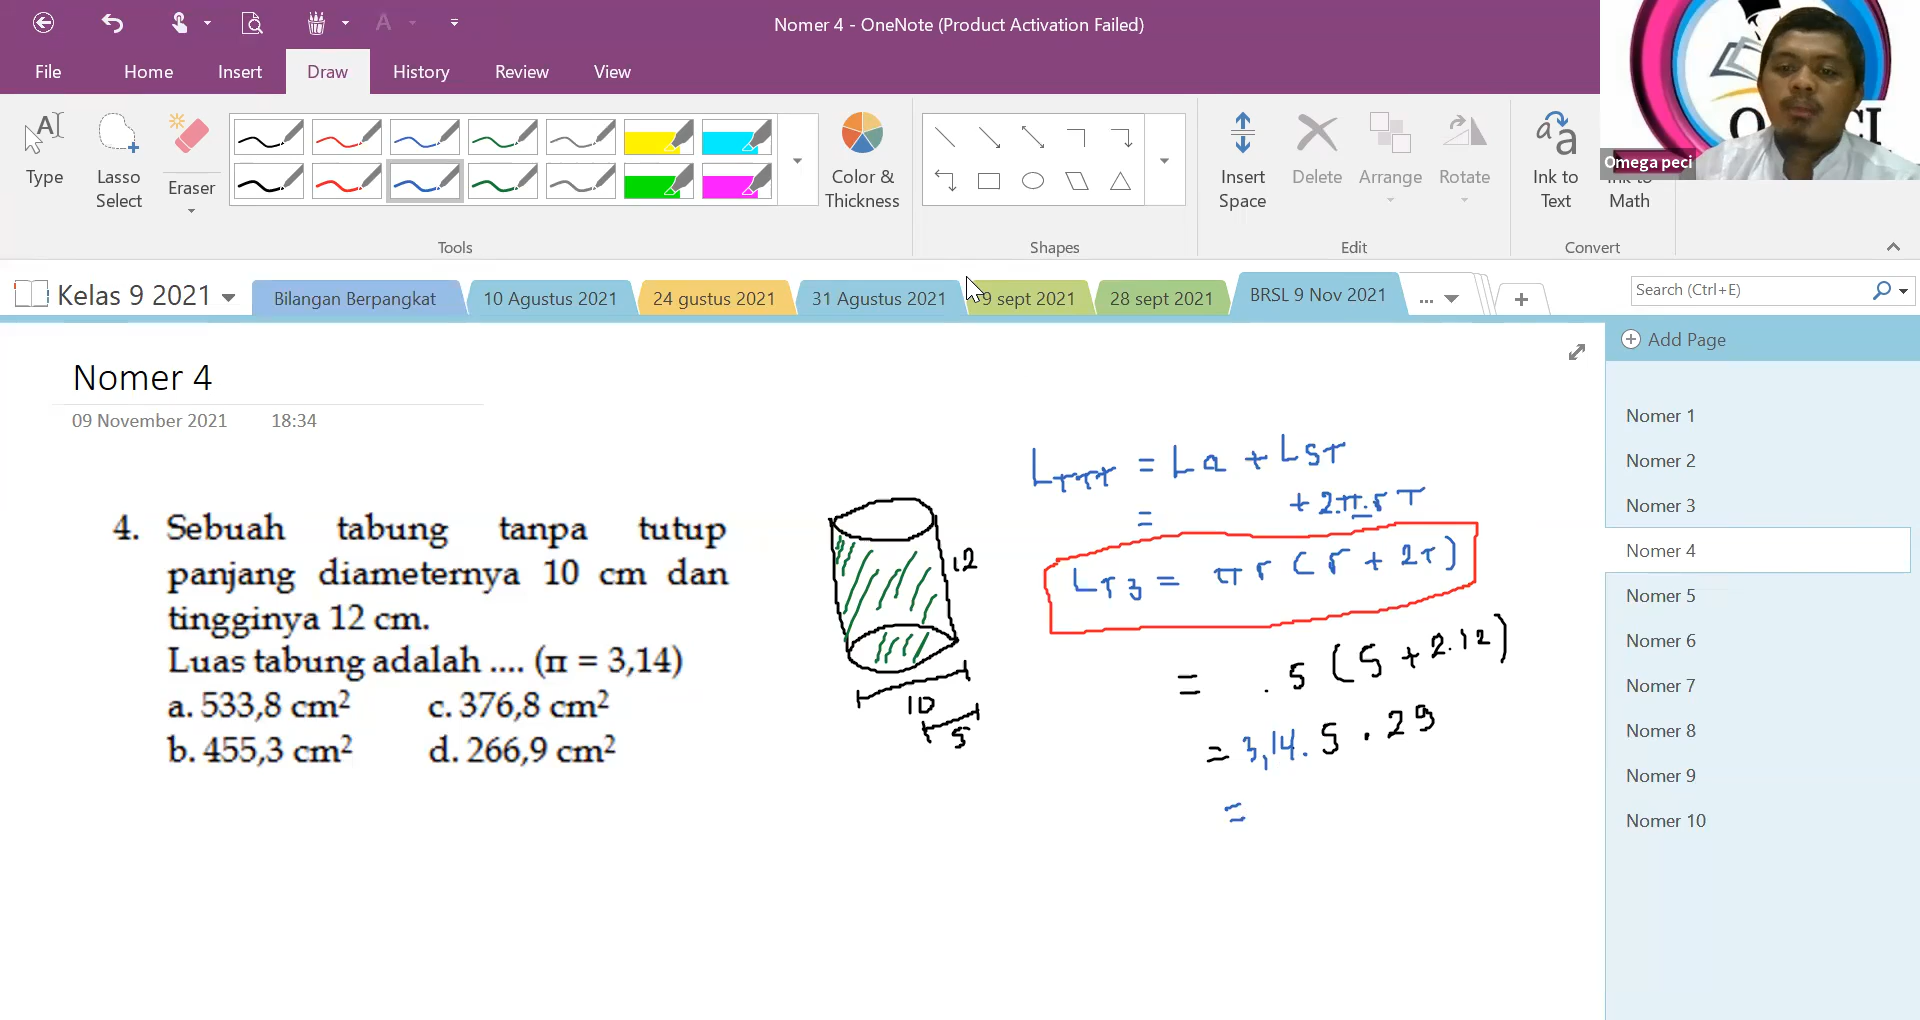 Nomer 4 - OneNote (Product Activation Failed)
File Home Insert Draw History Review View
Type
Lasso Select
Eraser
Color & Thickness
Insert Space
Delete
Arrange
Rotate
Ink to Text
Ink to Math
Tools
Shapes
Edit
Convert
Omega peci
Kelas 9 2021
Bilangan Berpangkat
10 Agustus 2021
24 gustus 2021
31 Agustus 2021
9 sept 2021
28 sept 2021
BRSL 9 Nov 2021
...
Search (Ctrl+E)
Add Page
Nomer 1
Nomer 2
Nomer 3
Nomer 4
Nomer 5
Nomer 6
Nomer 7
Nomer 8
Nomer 9
Nomer 10
Nomer 4
09 November 2021 18:34
4. Sebuah tabung tanpa tutup
panjang diameternya 10 cm dan
tingginya 12 cm.
Luas tabung adalah .... (π = 3,14)
a. 533,8 cm² c. 376,8 cm²
b. 455,3 cm² d. 266,9 cm²
12
10
5
LTTT = La + LST
= + 2.π.r T
LT3 = π r (r + 2T)
= . 5 (5 + 2.12)
= 3,14. 5 . 29
=